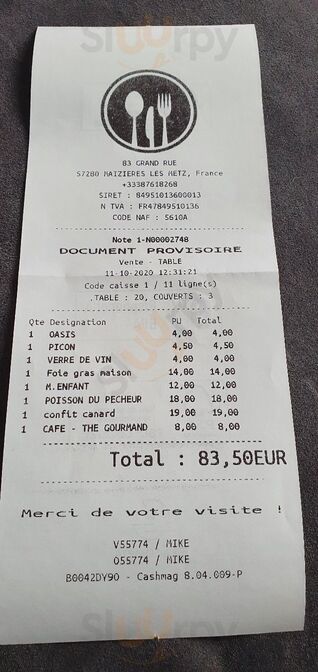 83 GRAND RUE
57280 MAIZIERES LES METZ, France
+33387618268
SIRET : 84951013600013
N TVA : FR47849510136
CODE NAF : 5610A
Note 1-N00002748
DOCUMENT PROVISOIRE
Vente - TABLE
11-10-2020 12:31:21
Code caisse 1 / 11 ligne(s)
.TABLE : 20, COUVERTS : 3
Qte Designation PU Total
1 OASIS 4,00 4,00
1 PICON 4,50 4,50
1 VERRE DE VIN 4,00 4,00
1 Foie gras maison 14,00 14,00
1 M.ENFANT 12,00 12,00
1 POISSON DU PECHEUR 18,00 18,00
1 confit canard 19,00 19,00
1 CAFE - THE GOURMAND 8,00 8,00
Total : 83,50EUR
Merci de votre visite !
V55774 / MIKE
O55774 / MIKE
B0042DY90 - Cashmag 8.04.009-P
Sluurpy
Sluurpy
Sluurpy
Sluurpy